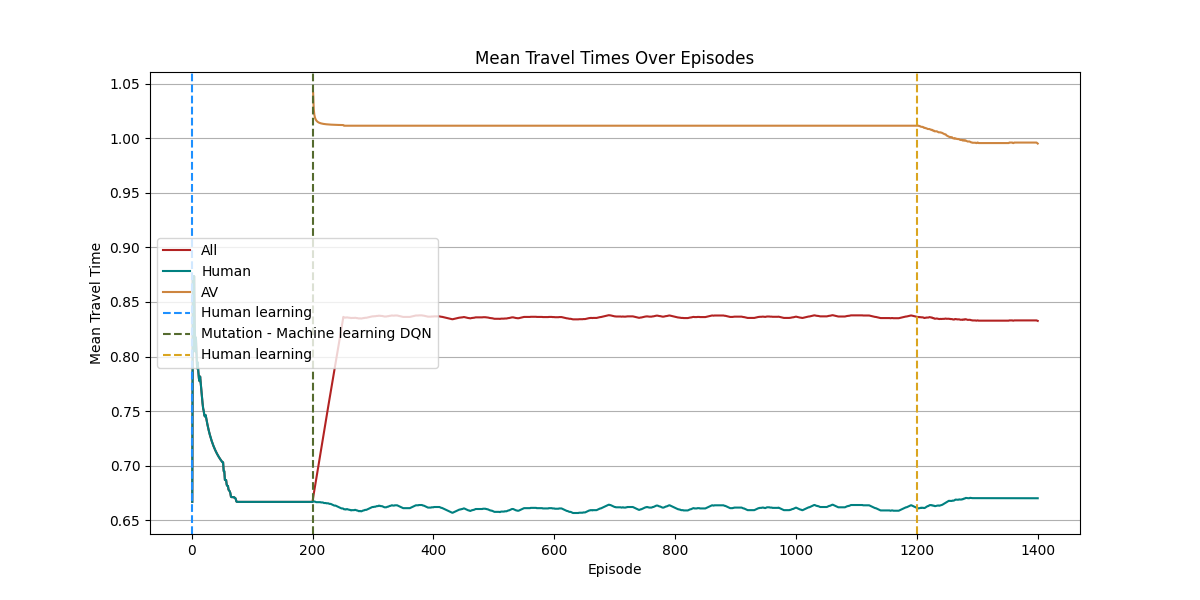 Mean Travel Times Over Episodes
Mean Travel Time
1.05
1.00
0.95
0.90
0.85
0.80
0.75
0.70
0.65
All
Human
AV
Human learning
Mutation - Machine learning DQN
Human learning
0 200 400 600 800 1000 1200 1400
Episode